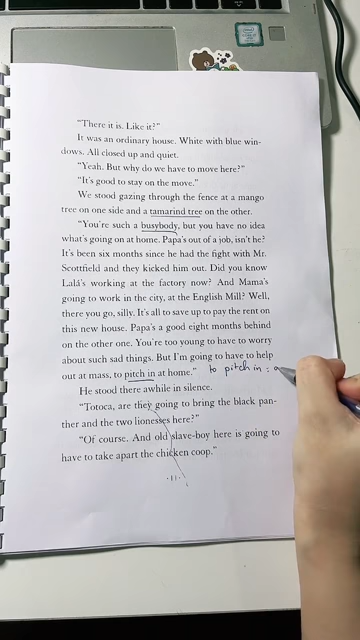 "There it is. Like it?"
It was an ordinary house. White with blue win-
dows. All closed up and quiet.
"Yeah. But why do we have to move here?"
"It's good to stay on the move."
We stood gazing through the fence at a mango
tree on one side and a tamarind tree on the other.
"You're such a busybody, but you have no idea
what's going on at home. Papa's out of a job, isn't he?
It's been six months since he had the fight with Mr.
Scottfield and they kicked him out. Did you know
Lalá's working at the factory now? And Mama's
going to work in the city, at the English Mill? Well,
there you go, silly. It's all to save up to pay the rent on
this new house. Papa's a good eight months behind
on the other one. You're too young to have to worry
about such sad things. But I'm going to have to help
out at mass, to pitch in at home." to pitch in : a
He stood there awhile in silence.
"Totoca, are they going to bring the black pan-
ther and the two lionesses here?"
"Of course. And old slave-boy here is going to
have to take apart the chicken coop."
·11·